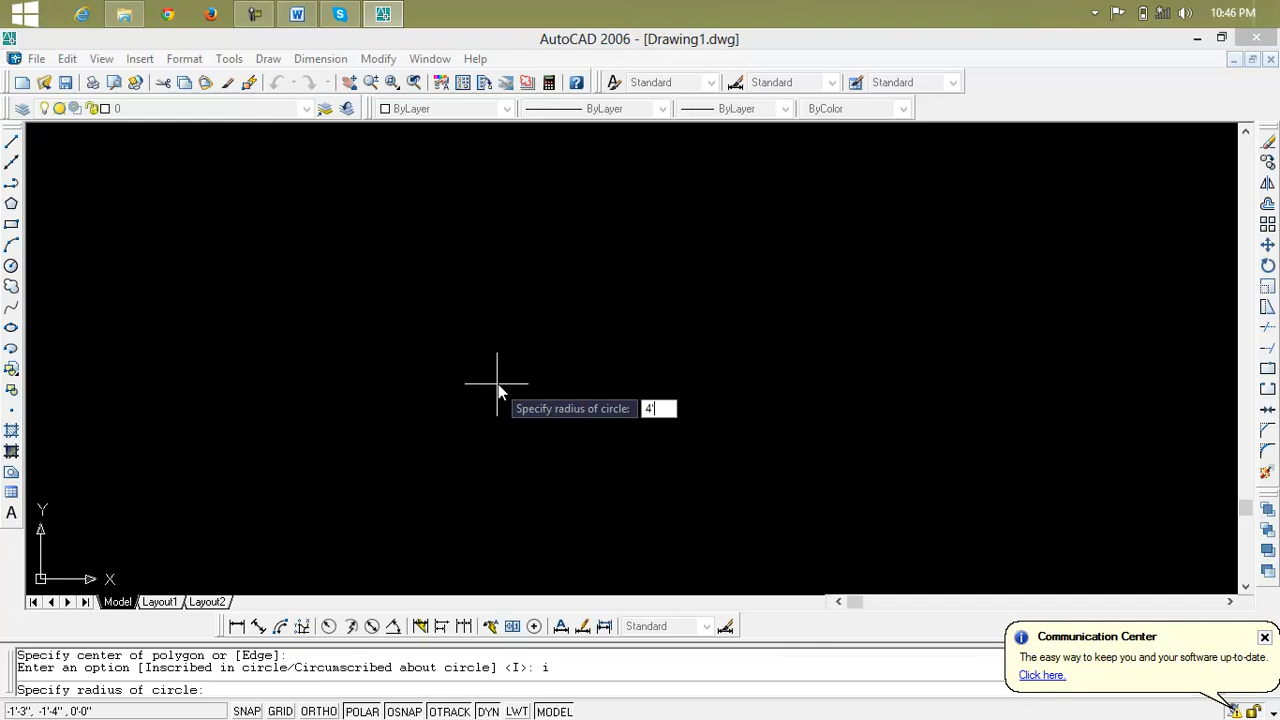 10:46 PM
AutoCAD 2006 - [Drawing1.dwg]
File Edit View Insert Format Tools Draw Dimension Modify Window Help
Standard Standard Standard
0 ByLayer ByLayer ByLayer ByColor
Specify radius of circle: 4'
Y
X
A
Model Layout1 Layout2
Standard
Communication Center
The easy way to keep you and your software up-to-date.
Click here.
Specify center of polygon or [Edge]:
Enter an option [Inscribed in circle/Circumscribed about circle] <I>: i
Specify radius of circle:
-1'-3", -1'-4" , 0'-0" SNAP GRID ORTHO POLAR OSNAP OTRACK DYN LWT MODEL